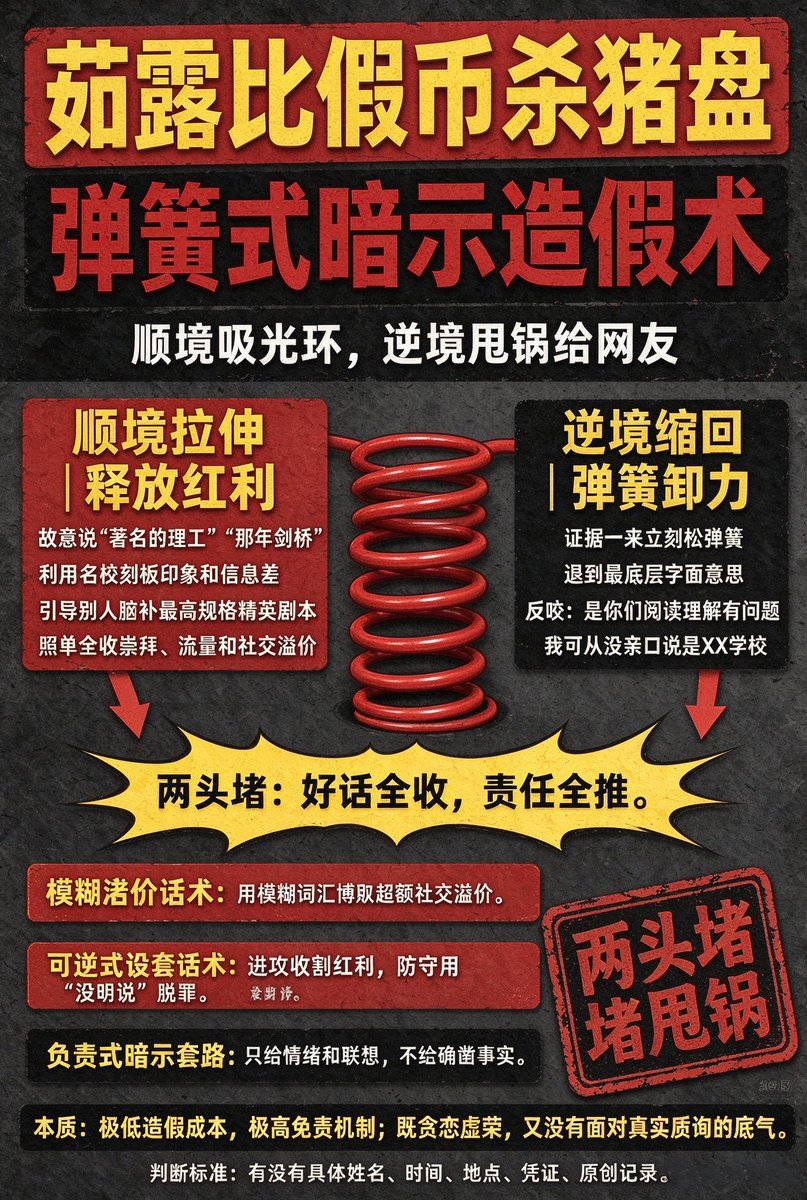 茹露比假币杀猪盘
弹簧式暗示造假术
顺境吸光环，逆境甩锅给网友
顺境拉伸
|释放红利
故意说“著名的理工”“那年剑桥”
利用名校刻板印象和信息差
引导别人脑补最高规格精英剧本
照单全收崇拜、流量和社交溢价
逆境缩回
|弹簧卸力
证据一来立刻松弹簧
退到最底层字面意思
反咬：是你们阅读理解有问题
我可从没亲口说是XX学校
两头堵：好话全收，责任全推。
模糊渚价话术：用模糊词汇博取超额社交溢价。
可逆式设套话术：进攻收割红利，防守用
“没明说”脱罪。
负责式暗示套路：只给情绪和联想，不给确凿事实。
两头堵
堵甩锅
本质：极低造假成本，极高免责机制；既贪恋虚荣，又没有面对真实质询的底气。
判断标准：有没有具体姓名、时间、地点、凭证、原创记录。